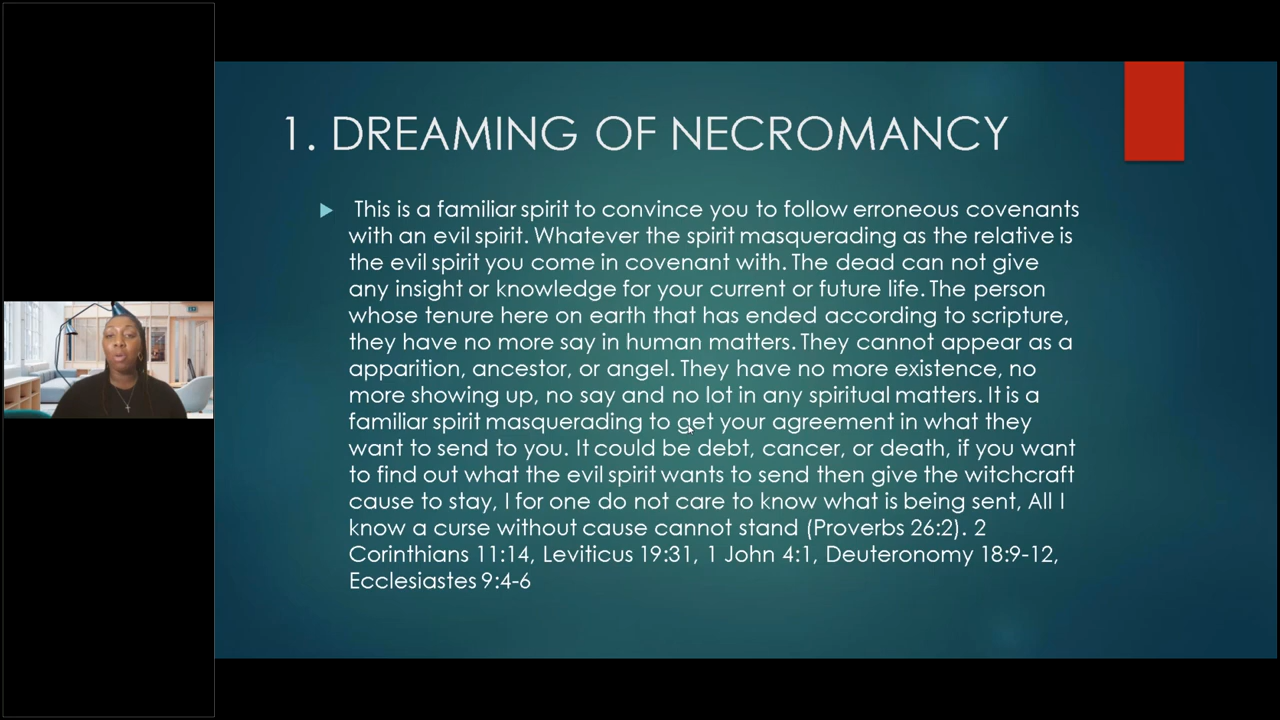 1. DREAMING OF NECROMANCY
This is a familiar spirit to convince you to follow erroneous covenants
with an evil spirit. Whatever the spirit masquerading as the relative is
the evil spirit you come in covenant with. The dead can not give
any insight or knowledge for your current or future life. The person
whose tenure here on earth that has ended according to scripture,
they have no more say in human matters. They cannot appear as a
apparition, ancestor, or angel. They have no more existence, no
more showing up, no say and no lot in any spiritual matters. It is a
familiar spirit masquerading to get your agreement in what they
want to send to you. It could be debt, cancer, or death, if you want
to find out what the evil spirit wants to send then give the witchcraft
cause to stay, I for one do not care to know what is being sent, All I
know a curse without cause cannot stand (Proverbs 26:2). 2
Corinthians 11:14, Leviticus 19:31, 1 John 4:1, Deuteronomy 18:9-12,
Ecclesiastes 9:4-6